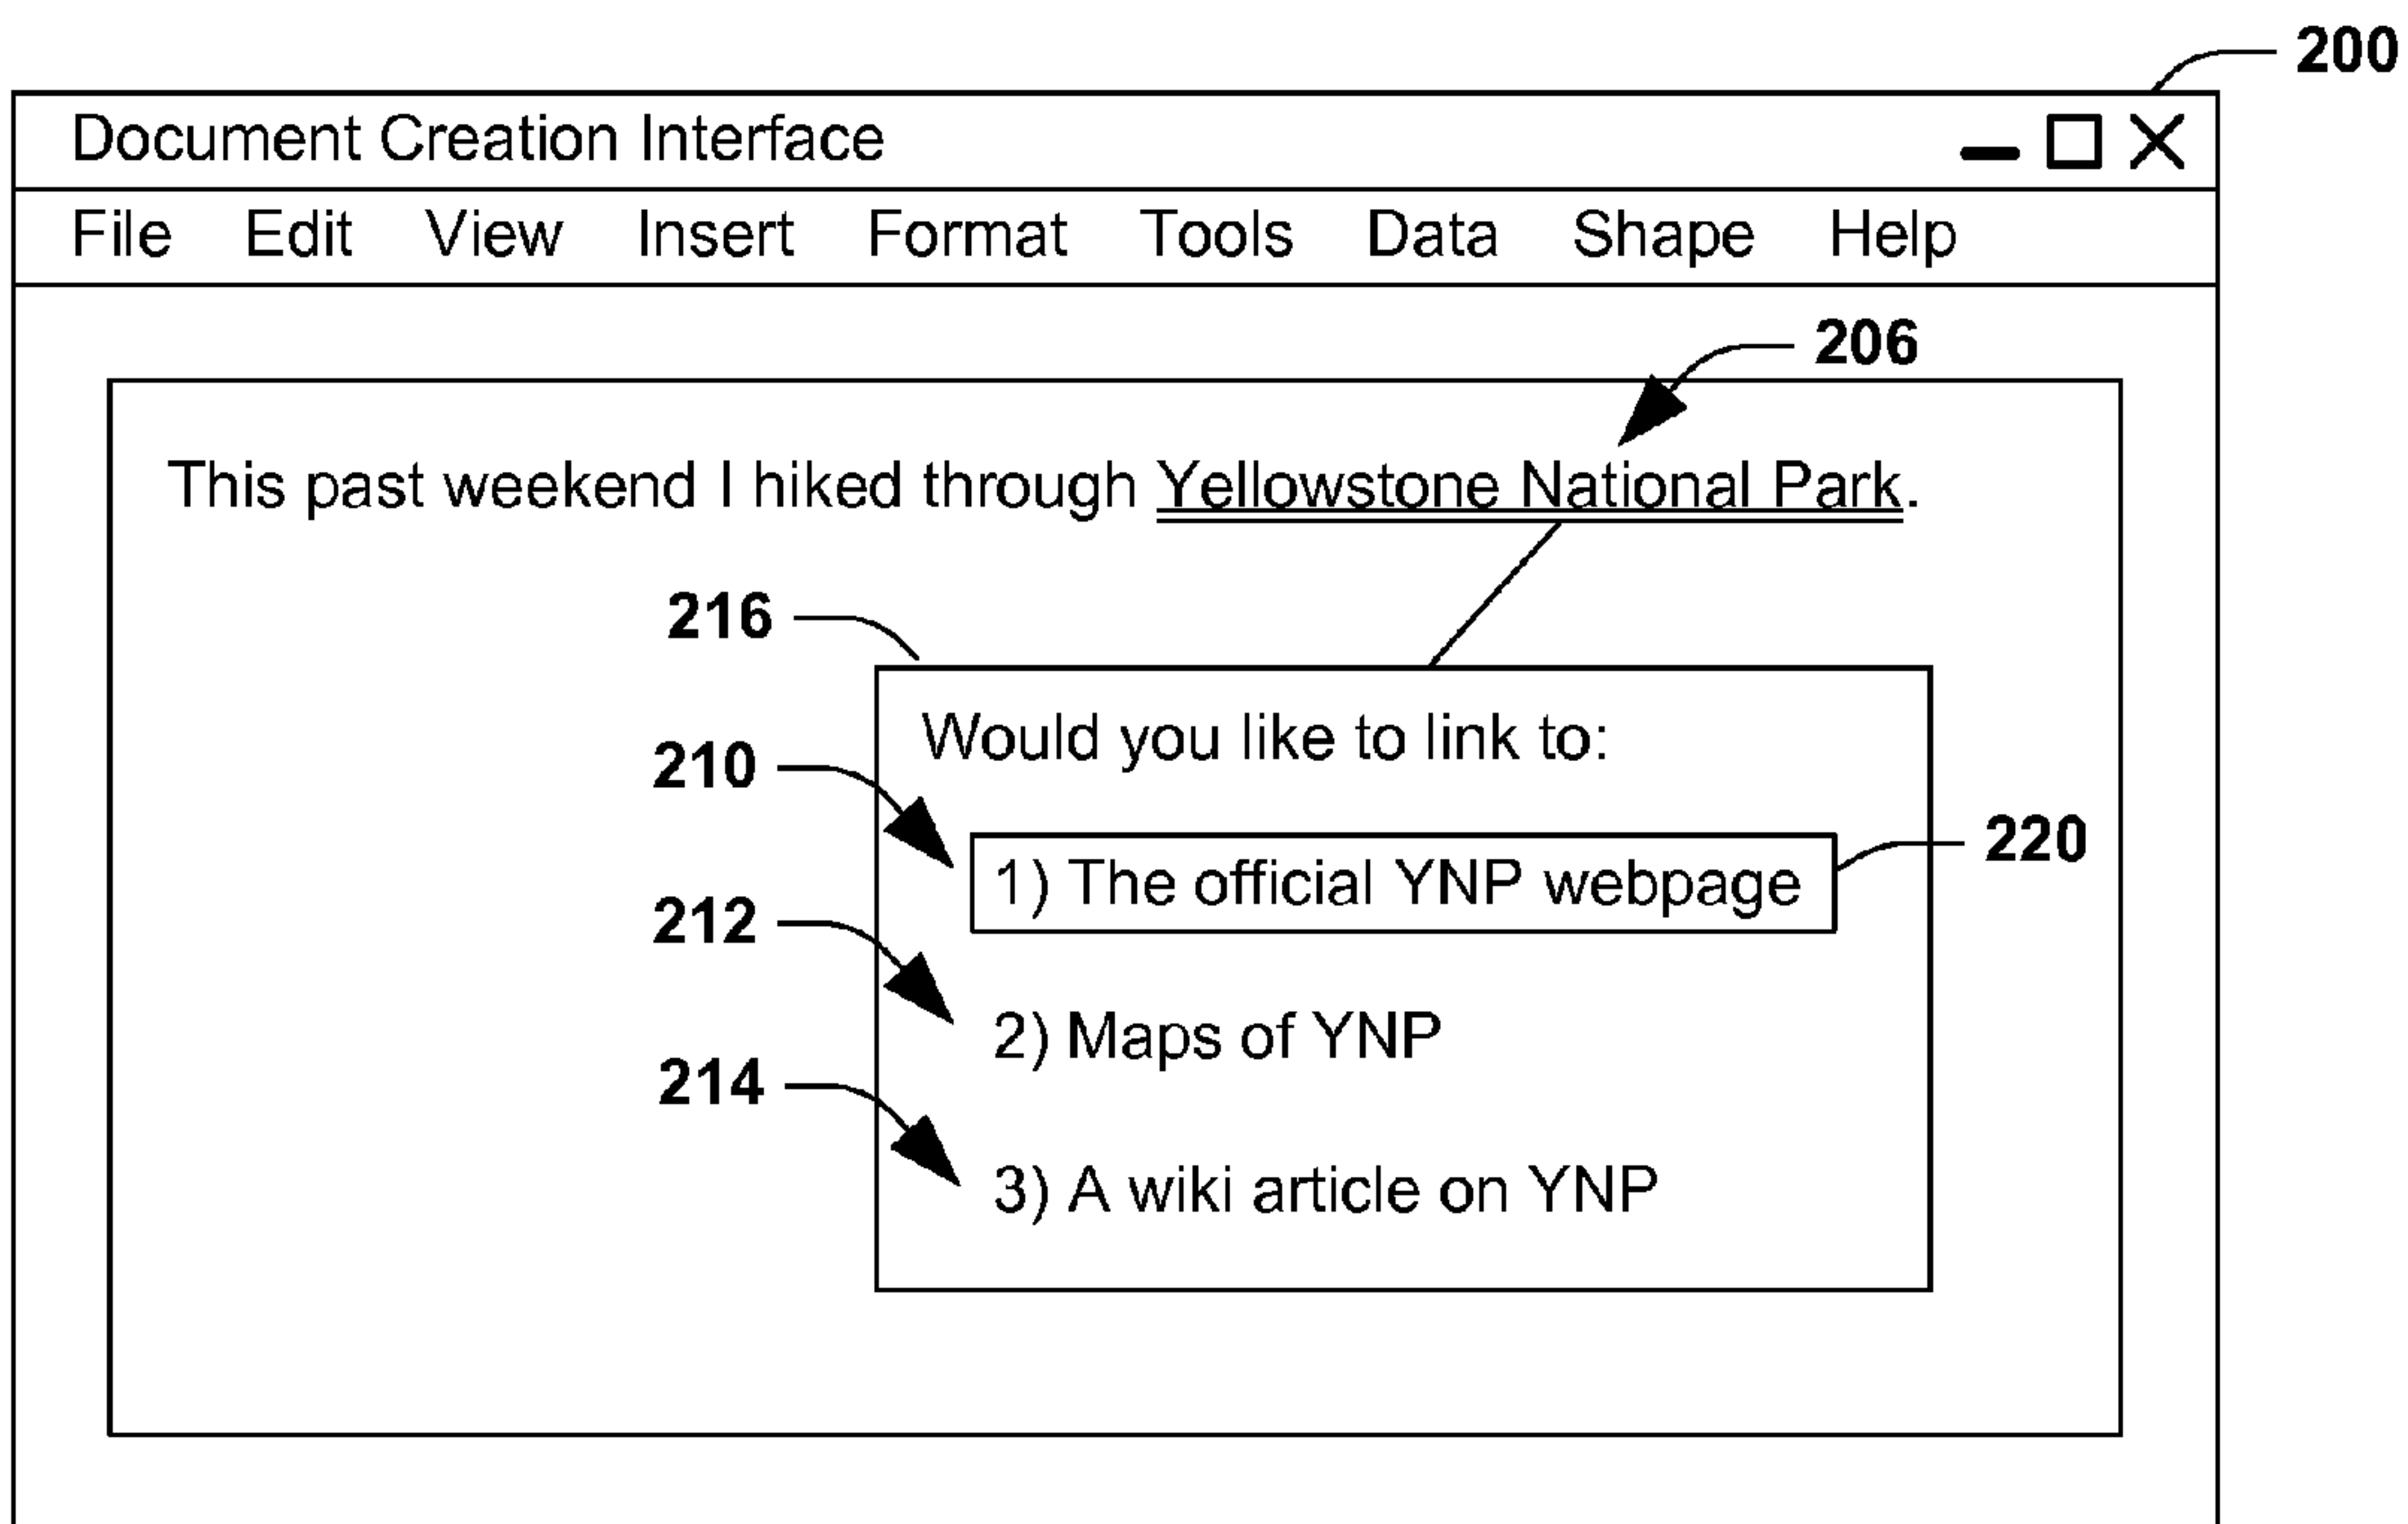 200
Document Creation Interface
File Edit View Insert Format Tools Data Shape Help
206
This past weekend I hiked through Yellowstone National Park.
216
Would you like to link to:
210
1) The official YNP webpage
220
212
2) Maps of YNP
214
3) A wiki article on YNP